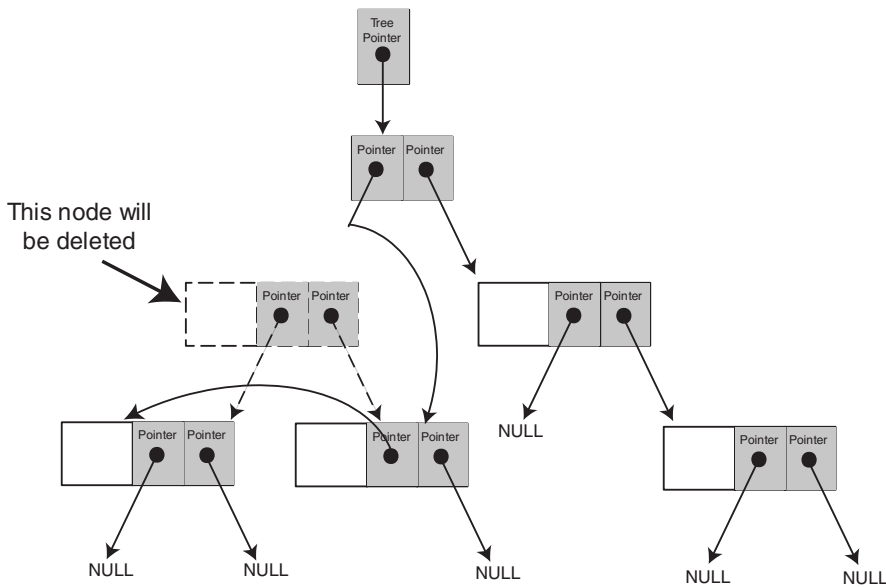 Tree
Pointer
Pointer Pointer
This node will
be deleted
Pointer Pointer
Pointer Pointer
NULL
Pointer Pointer
Pointer Pointer
Pointer Pointer
NULL
NULL
NULL
NULL
NULL